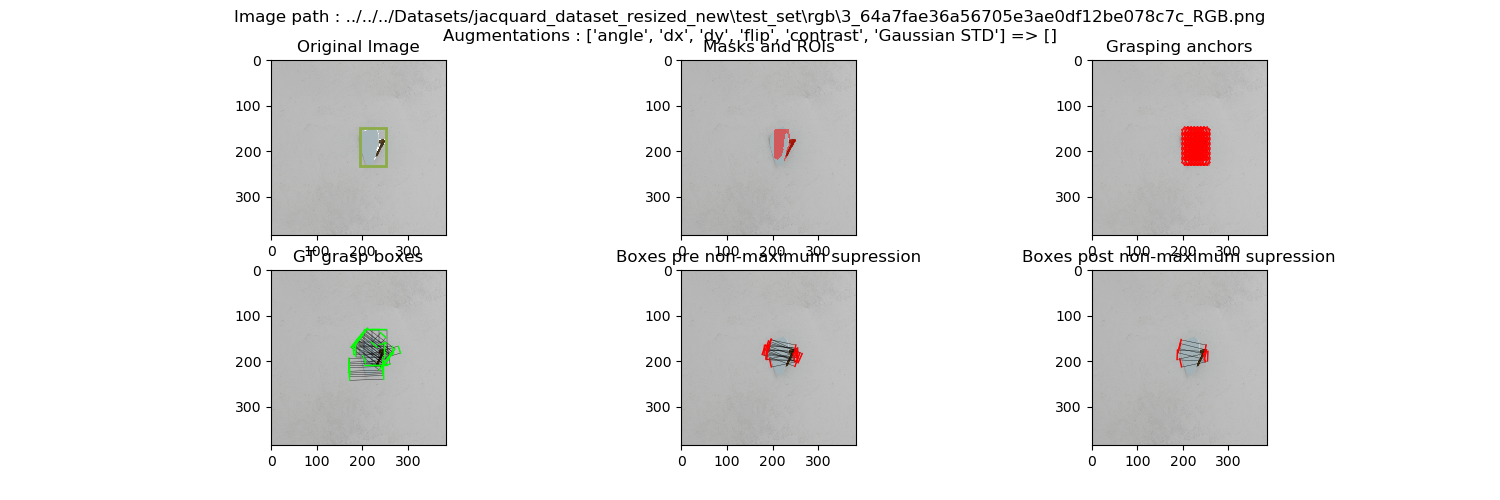 Image path : ../../../Datasets/jacquard_dataset_resized_new\test_set\rgb\3_64a7fae36a56705e3ae0df12be078c7c_RGB.png
Augmentations : ['angle', 'dx', 'dy', 'flip', 'contrast', 'Gaussian STD'] => []
Original Image
Masks and ROIs
Grasping anchors
0
100
200
300
0 100 200 300
0
100
200
300
0 100 200 300
0
100
200
300
0 100 200 300
GT grasp boxes
Boxes pre non-maximum supression
Boxes post non-maximum supression
0
100
200
300
0 100 200 300
0
100
200
300
0 100 200 300
0
100
200
300
0 100 200 300